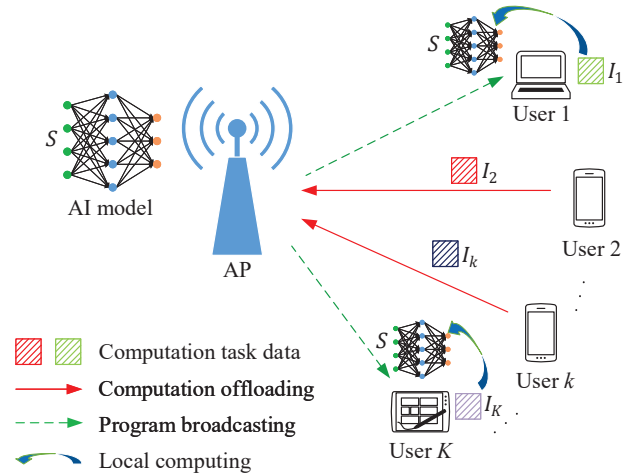 S
I₁
User 1
S
AI model
AP
I₂
User 2
Iₖ
User k
S
I_K
User K
Computation task data
Computation offloading
Program broadcasting
Local computing